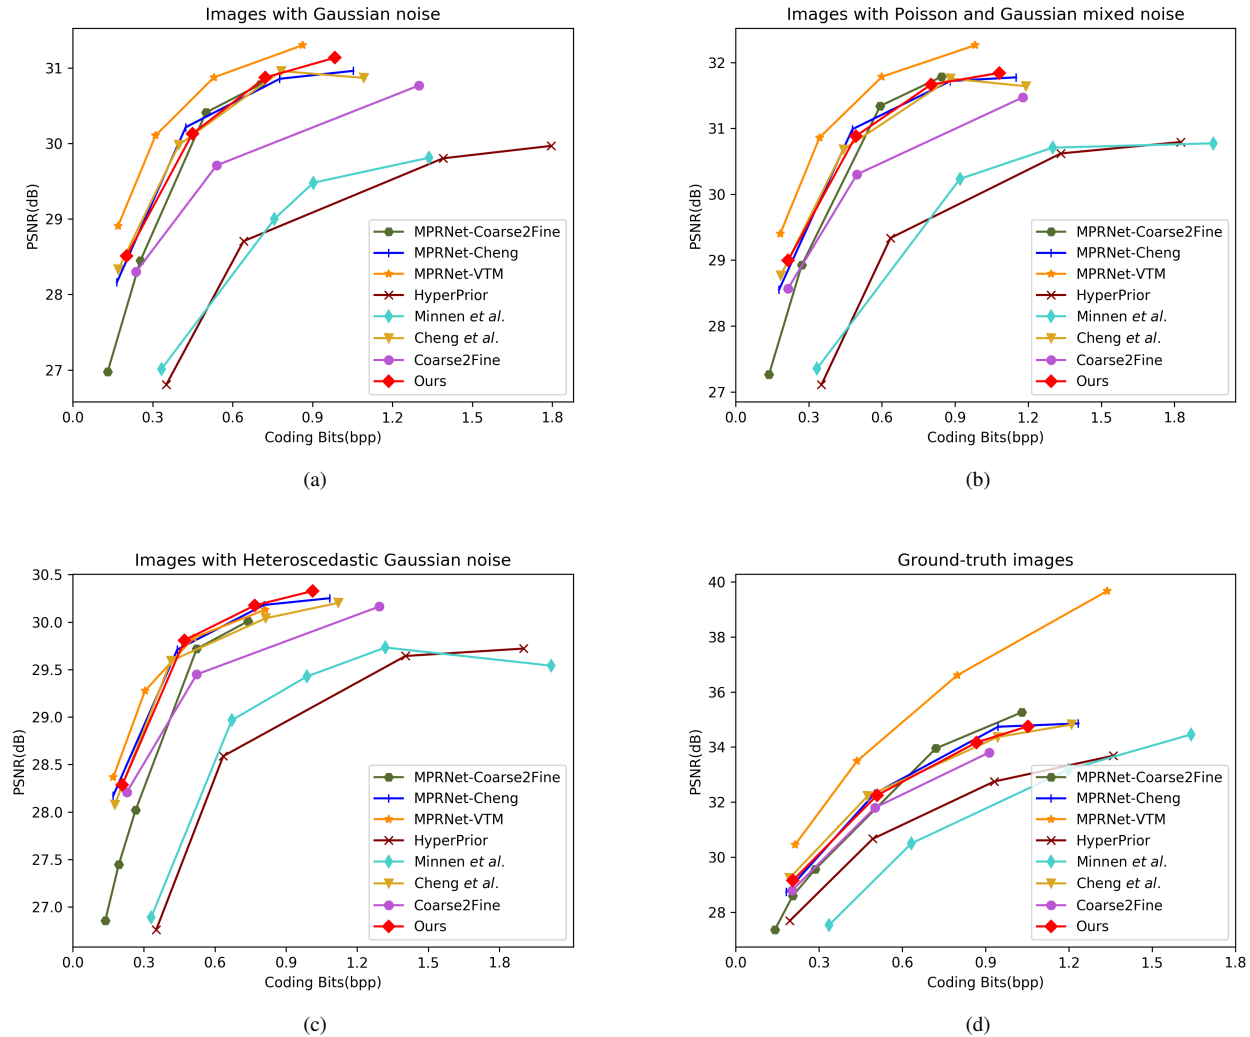 Images with Gaussian noise
PSNR(dB)
31
30
29
28
27
0.0 0.3 0.6 0.9 1.2 1.5 1.8
Coding Bits(bpp)
MPRNet-Coarse2Fine
MPRNet-Cheng
MPRNet-VTM
HyperPrior
Minnen et al.
Cheng et al.
Coarse2Fine
Ours
(a)
Images with Poisson and Gaussian mixed noise
PSNR(dB)
32
31
30
29
28
27
0.0 0.3 0.6 0.9 1.2 1.5 1.8
Coding Bits(bpp)
MPRNet-Coarse2Fine
MPRNet-Cheng
MPRNet-VTM
HyperPrior
Minnen et al.
Cheng et al.
Coarse2Fine
Ours
(b)
Images with Heteroscedastic Gaussian noise
PSNR(dB)
30.5
30.0
29.5
29.0
28.5
28.0
27.5
27.0
0.0 0.3 0.6 0.9 1.2 1.5 1.8
Coding Bits(bpp)
MPRNet-Coarse2Fine
MPRNet-Cheng
MPRNet-VTM
HyperPrior
Minnen et al.
Cheng et al.
Coarse2Fine
Ours
(c)
Ground-truth images
PSNR(dB)
40
38
36
34
32
30
28
0.0 0.3 0.6 0.9 1.2 1.5 1.8
Coding Bits(bpp)
MPRNet-Coarse2Fine
MPRNet-Cheng
MPRNet-VTM
HyperPrior
Minnen et al.
Cheng et al.
Coarse2Fine
Ours
(d)